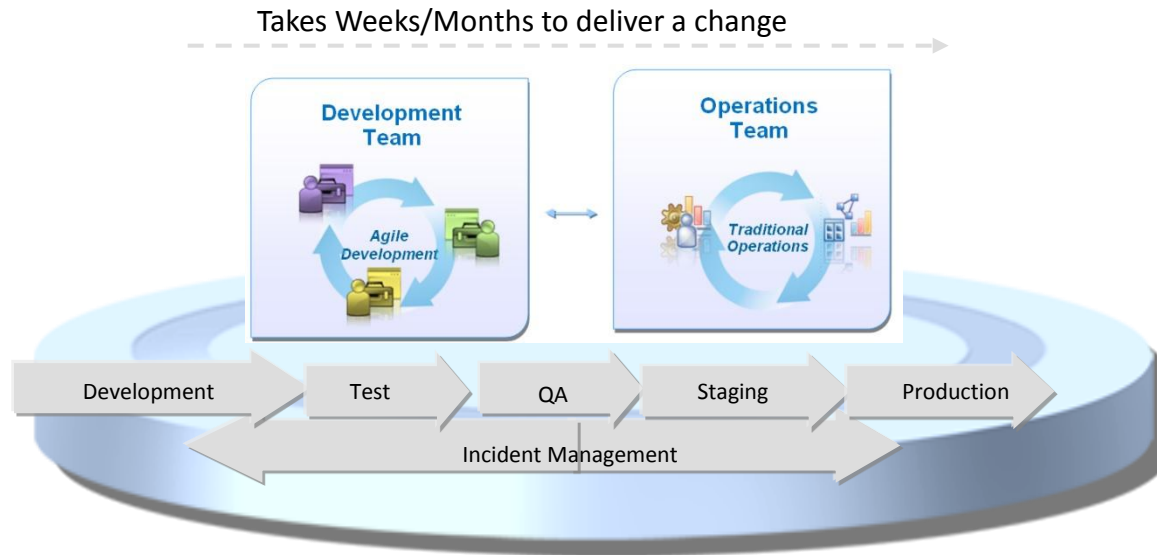 Takes Weeks/Months to deliver a change
Development
Team
Agile
Development
Operations
Team
Traditional
Operations
Development
Test
QA
Staging
Production
Incident Management